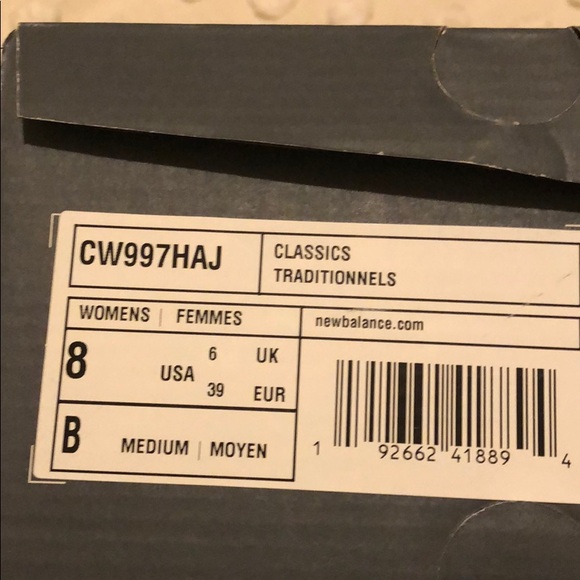 CW997HAJ
CLASSICS
TRADITIONNELS
WOMENS | FEMMES
newbalance.com
8 USA 6 UK
39 EUR
B MEDIUM | MOYEN
1 92662 41889 4